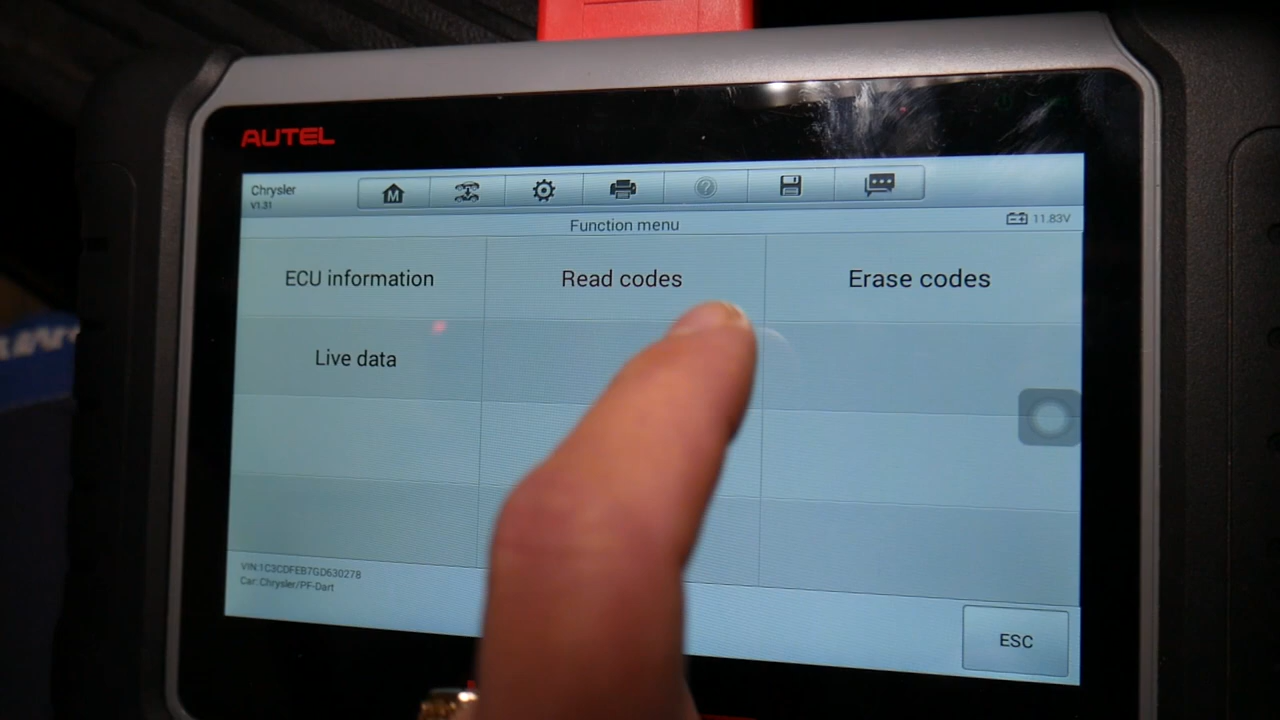 AUTEL
Chrysler
V1.31
M
Function menu
11.83V
ECU information
Read codes
Erase codes
Live data
VIN:1C3CDFEB7GD630278
Car: Chrysler/PF-Dart
ESC